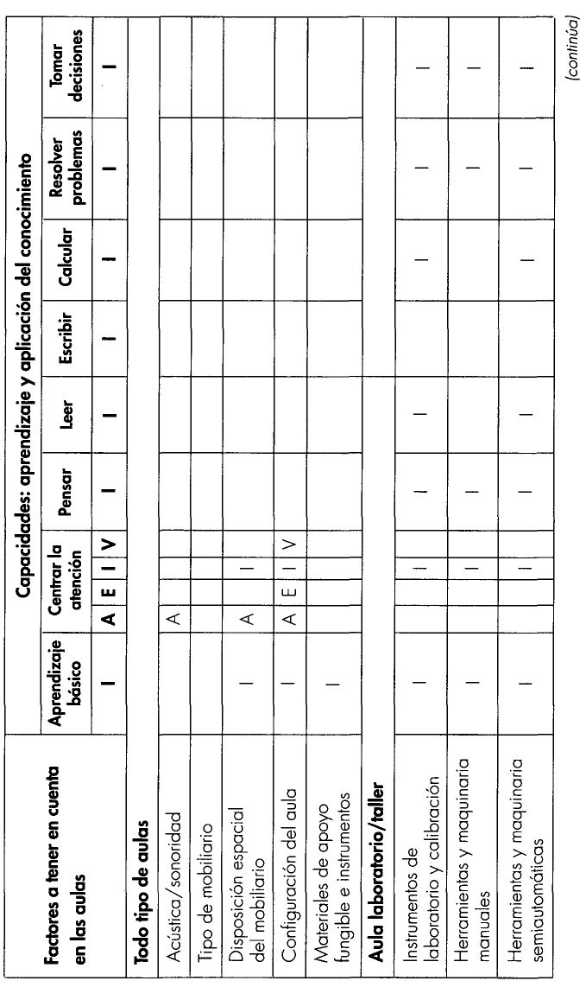 Capacidades: aprendizaje y aplicación del conocimiento
Factores a tener en cuenta
en las aulas
Aprendizaje
básico
Centrar la
atención
Pensar
Leer
Escribir
Calcular
Resolver
problemas
Tomar
decisiones
I A E I V I I I I I I
Todo tipo de aulas
Acústica/sonoridad A
Tipo de mobiliario
Disposición espacial
del mobiliario I A I
Configuración del aula I A E I V
Materiales de apoyo
fungible e instrumentos I
Aula laboratorio/taller
Instrumentos de
laboratorio y calibración I I I I I I I
Herramientas y maquinaria
manuales I I I I I
Herramientas y maquinaria
semiautomáticas I I I I I I I
(continúa)